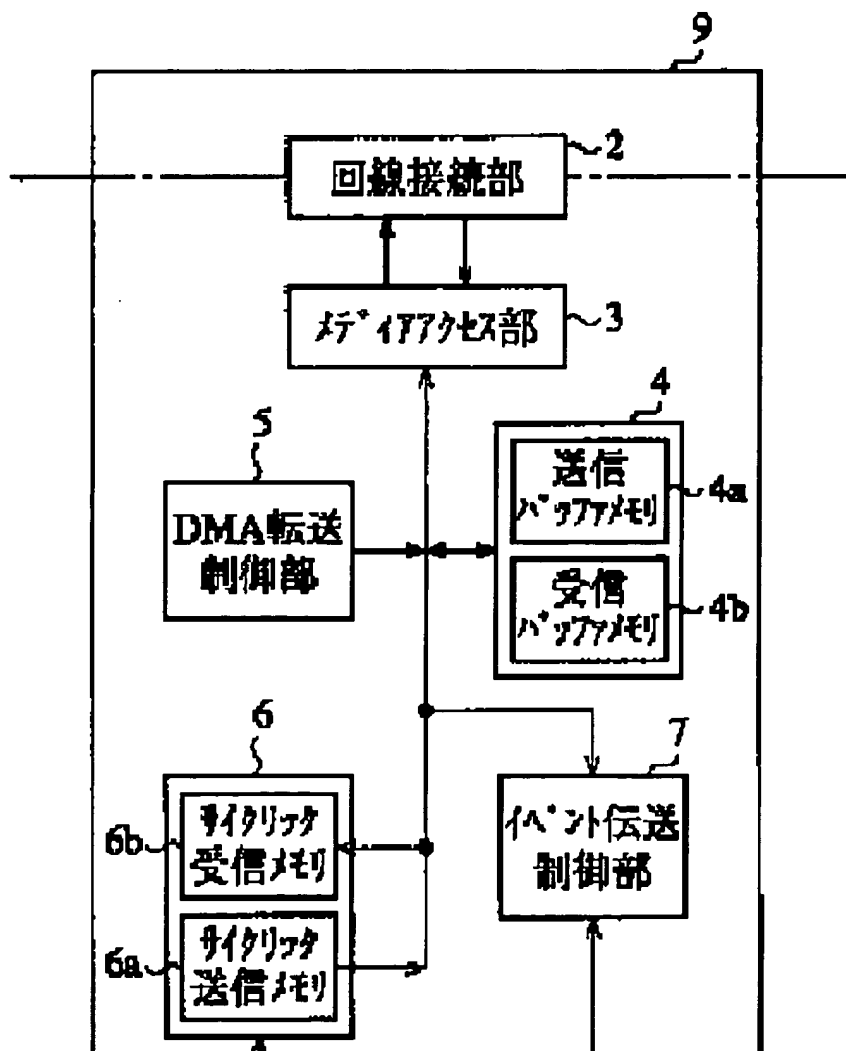 9
2
回線接続部
メディアアクセス部
3
4
5
送信
バッファメモリ
4a
DMA転送
制御部
受信
バッファメモリ
4b
6
7
サイクリック
受信メモリ
6b
イベント伝送
制御部
サイクリック
送信メモリ
6a